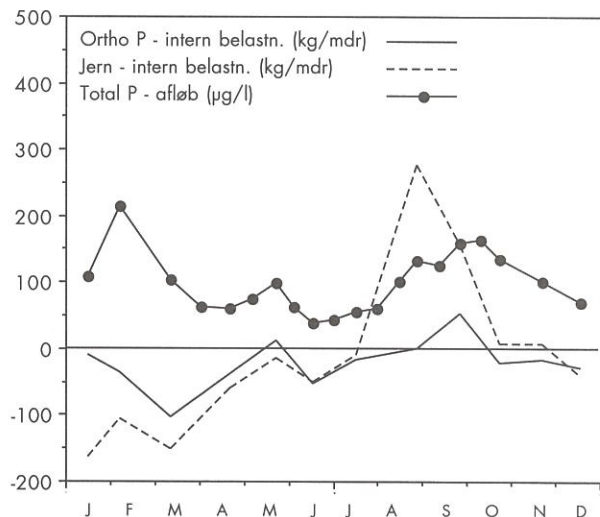 500
400
300
200
100
0
-100
-200
Ortho P - intern belastn. (kg/mdr)
Jern - intern belastn. (kg/mdr)
Total P - afløb (µg/l)
J F M A M J J A S O N D